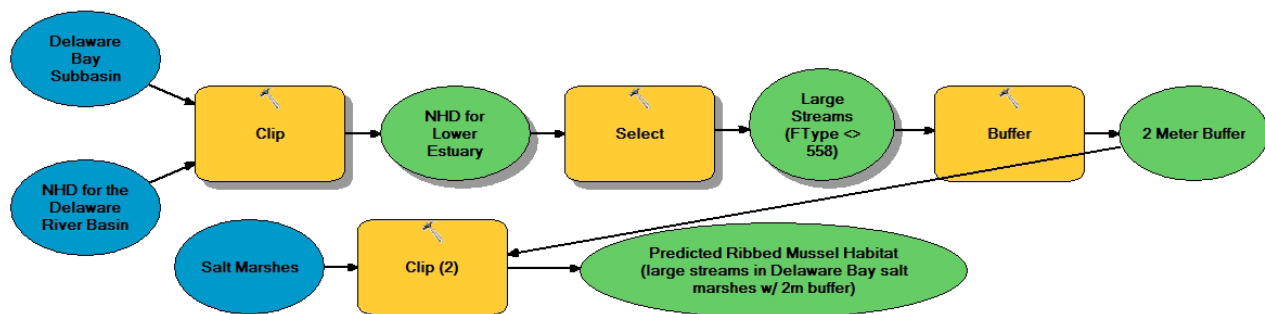 Delaware
Bay
Subbasin
Clip
NHD for
Lower
Estuary
Select
Large
Streams
(FType <>
558)
Buffer
2 Meter Buffer
NHD for the
Delaware
River Basin
Salt Marshes
Clip (2)
Predicted Ribbed Mussel Habitat
(large streams in Delaware Bay salt
marshes w/ 2m buffer)